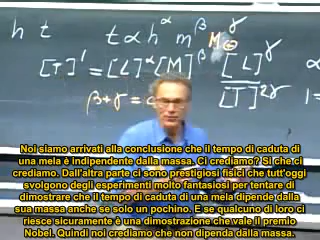 h t t ∝ h^α m^β M⊕^γ
[T]^1 = [L]^α [M]^β [L]^γ / [T]^2γ
β+γ =
1 =
Noi siamo arrivati alla conclusione che il tempo di caduta di
una mela è indipendente dalla massa. Ci crediamo? Si che ci
crediamo. Dall'altra parte ci sono prestigiosi fisici che tutt'oggi
svolgono degli esperimenti molto fantasiosi per tentare di
dimostrare che il tempo di caduta di una mela dipende dalla
sua massa anche se solo un pochino. E se qualcuno di loro ci
riesce sicuramente è una dimostrazione che vale il premio
Nobel. Quindi noi crediamo che non dipenda dalla massa.